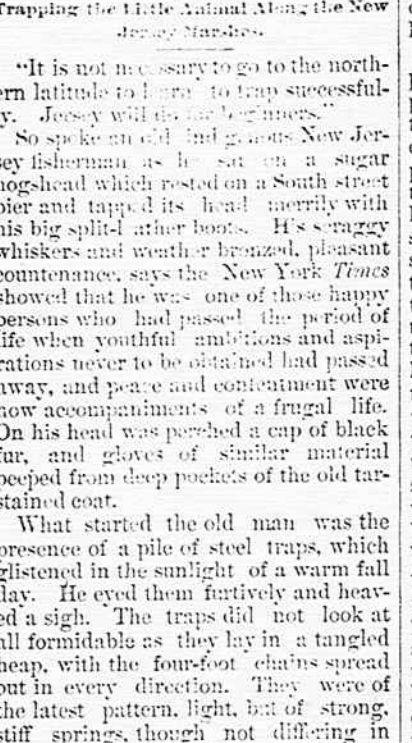 Trapping the Little Animal Along the New
Jersey Marshes.
"It is not necessary to go to the north-
ern latitude to learn to trap successful-
y. Jersey will do for beginners."
So spoke an old indigenous New Jer-
sey fisherman as he sat on a sugar
hogshead which rested on a South street
pier and tapped its head merrily with
his big split-leather boots. His scraggy
whiskers and weather bronzed, pleasant
countenance, says the New York Times
showed that he was one of those happy
persons who had passed the period of
life when youthful ambitions and aspi-
rations never to be obtained had passed
away, and peace and contentment were
now accompaniments of a frugal life.
On his head was perched a cap of black
fur, and gloves of similar material
peeped from deep pockets of the old tar-
stained coat.
What started the old man was the
presence of a pile of steel traps, which
glistened in the sunlight of a warm fall
day. He eyed them furtively and heav-
ed a sigh. The traps did not look at
all formidable as they lay in a tangled
heap, with the four-foot chains spread
out in every direction. They were of
the latest pattern, light, but of strong,
stiff springs, though not differing in